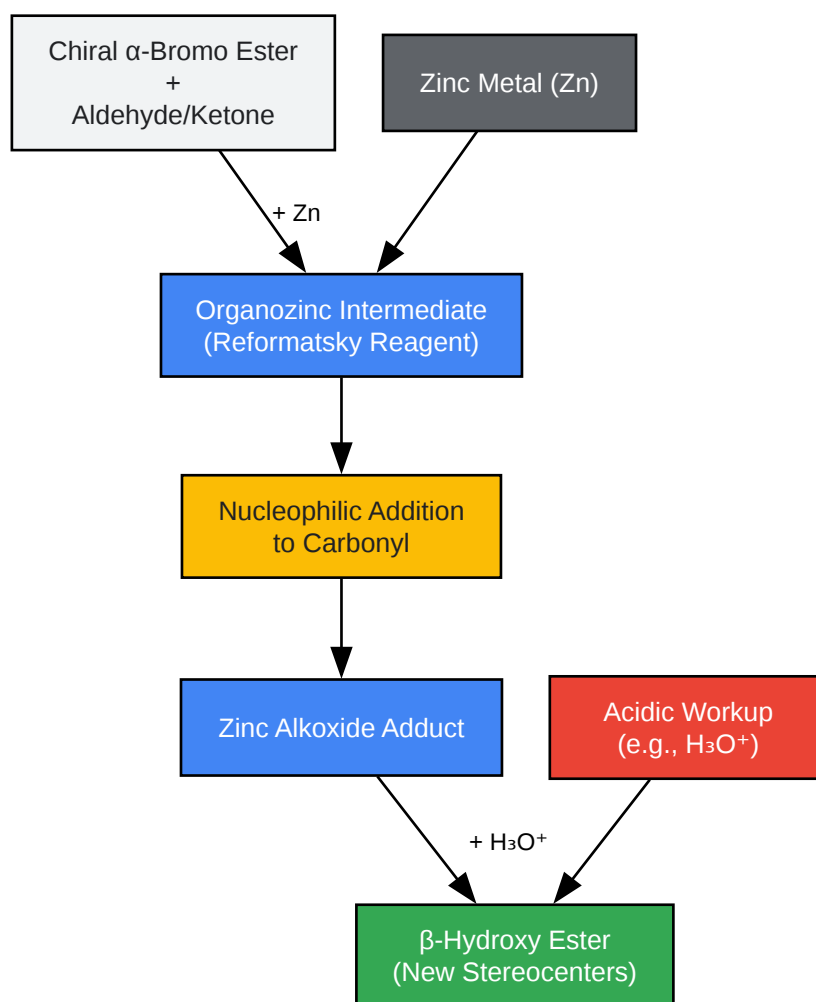 Chiral α-Bromo Ester
+
Aldehyde/Ketone
Zinc Metal (Zn)
+ Zn
Organozinc Intermediate
(Reformatsky Reagent)
Nucleophilic Addition
to Carbonyl
Zinc Alkoxide Adduct
Acidic Workup
(e.g., H₃O⁺)
+ H₃O⁺
β-Hydroxy Ester
(New Stereocenters)